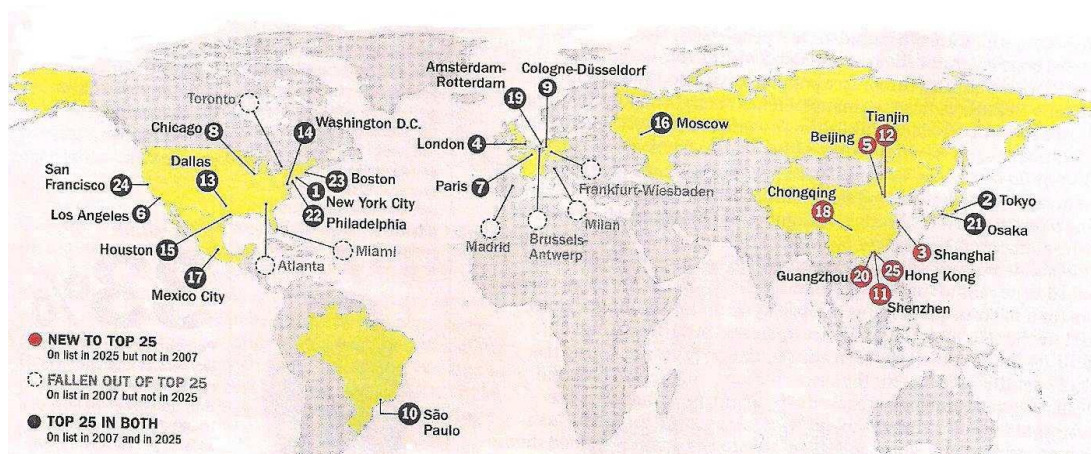 Toronto
Chicago 8
14 Washington D.C.
Dallas
13
San
Francisco 24
Los Angeles 6
23 Boston
1 New York City
22 Philadelphia
Houston 15
17
Mexico City
Atlanta
Miami
Amsterdam-
Rotterdam
19
Cologne-Düsseldorf
9
London 4
Paris 7
16 Moscow
Frankfurt-Wiesbaden
Madrid
Brussels-
Antwerp
Milan
Tianjin
12
Beijing
5
Chongqing
18
2 Tokyo
21
Osaka
3
Shanghai
Guangzhou 20
25 Hong Kong
11
Shenzhen
10 São
Paulo
NEW TO TOP 25
On list in 2025 but not in 2007
FALLEN OUT OF TOP 25
On list in 2007 but not in 2025
TOP 25 IN BOTH
On list in 2007 and in 2025